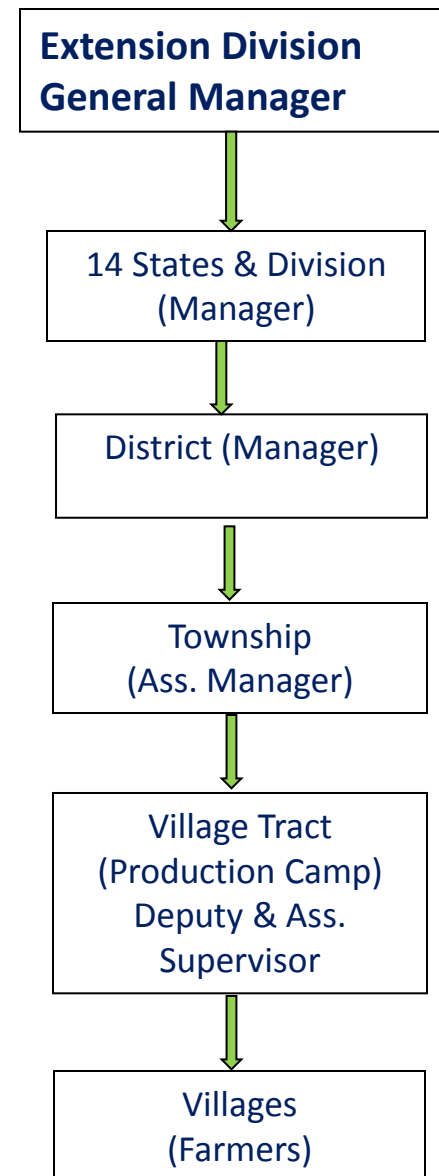 Extension Division
General Manager
14 States & Division
(Manager)
District (Manager)
Township
(Ass. Manager)
Village Tract
(Production Camp)
Deputy & Ass.
Supervisor
Villages
(Farmers)